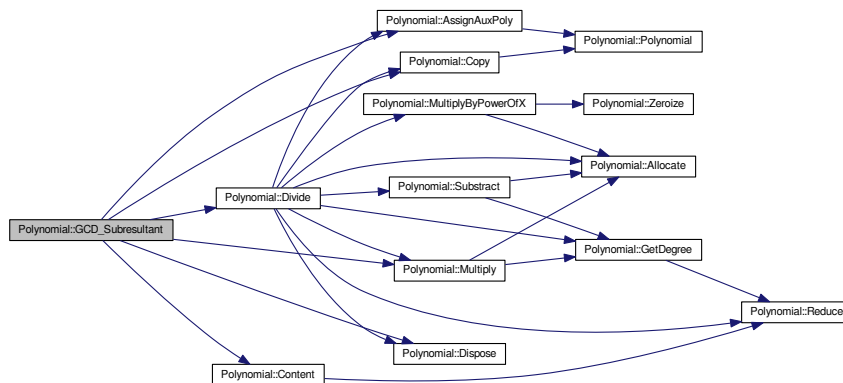 Polynomial::AssignAuxPoly
Polynomial::Polynomial
Polynomial::Copy
Polynomial::MultiplyByPowerOfX
Polynomial::Zeroize
Polynomial::Allocate
Polynomial::Substract
Polynomial::Divide
Polynomial::GCD_Subresultant
Polynomial::GetDegree
Polynomial::Multiply
Polynomial::Reduce
Polynomial::Dispose
Polynomial::Content